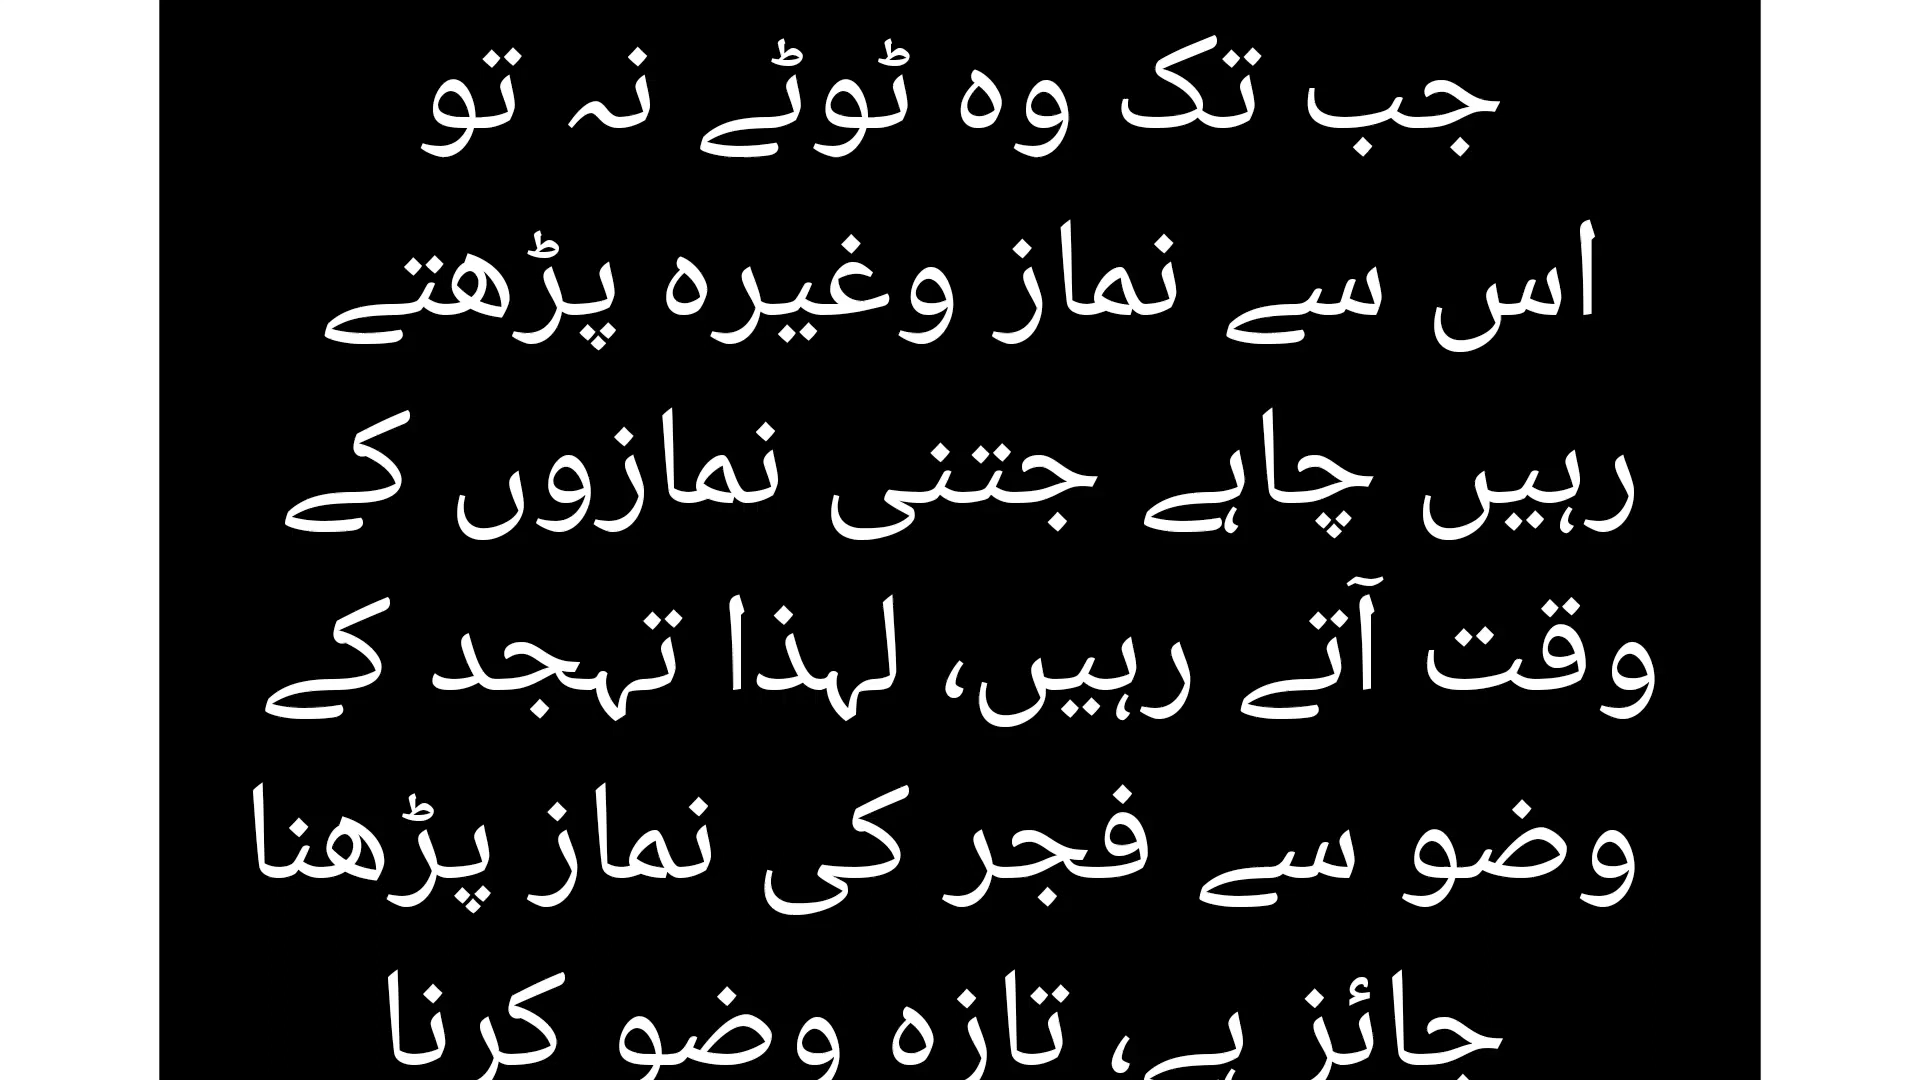 جب تک وہ ٹوٹے نہ تو
اس سے نماز وغیرہ پڑھتے
رہیں چاہے جتنی نمازوں کے
وقت آتے رہیں، لہذا تہجد کے
وضو سے فجر کی نماز پڑھنا
جائز ہے، تازہ وضو کرنا